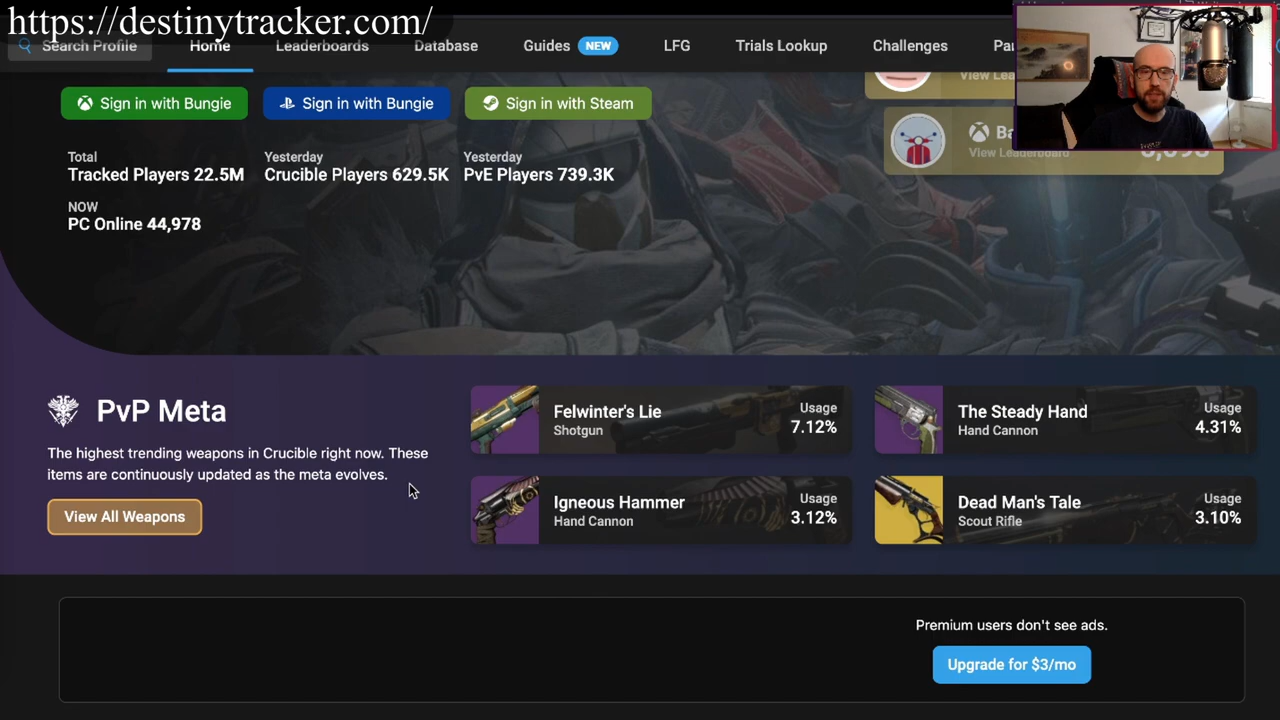 https://destinytracker.com/
Search Profile
Home
Leaderboards
Database
Guides NEW
LFG
Trials Lookup
Challenges
Sign in with Bungie
Sign in with Bungie
Sign in with Steam
View Lea
View Leaderboard
Total
Tracked Players 22.5M
Yesterday
Crucible Players 629.5K
Yesterday
PvE Players 739.3K
NOW
PC Online 44,978
PvP Meta
The highest trending weapons in Crucible right now. These
items are continuously updated as the meta evolves.
View All Weapons
Felwinter's Lie
Shotgun
Usage
7.12%
The Steady Hand
Hand Cannon
Usage
4.31%
Igneous Hammer
Hand Cannon
Usage
3.12%
Dead Man's Tale
Scout Rifle
Usage
3.10%
Premium users don't see ads.
Upgrade for $3/mo